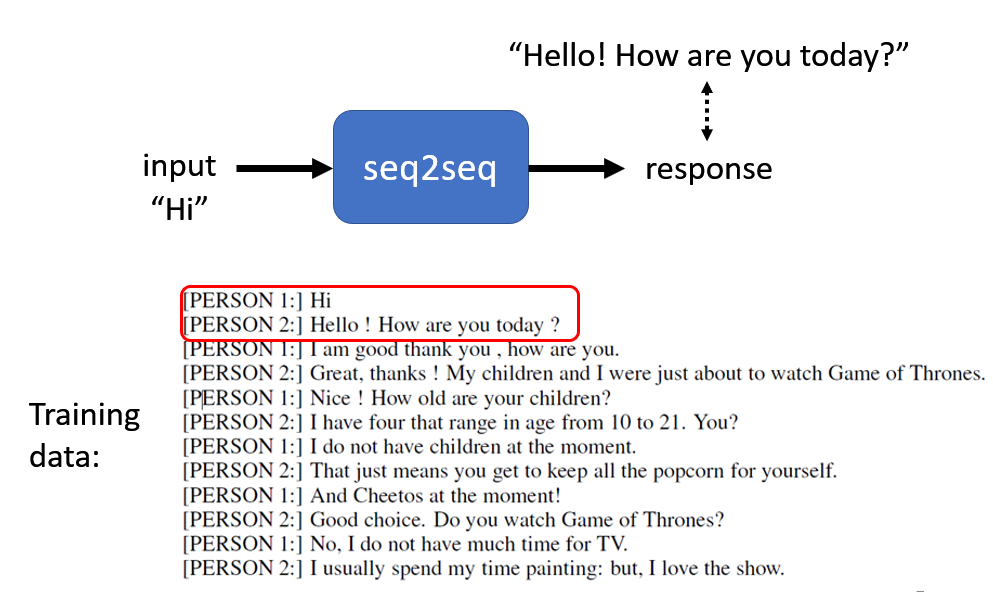 “Hello! How are you today?”
input
“Hi”
seq2seq
response
Training
data:
[PERSON 1:] Hi
[PERSON 2:] Hello ! How are you today ?
[PERSON 1:] I am good thank you , how are you.
[PERSON 2:] Great, thanks ! My children and I were just about to watch Game of Thrones.
[PERSON 1:] Nice ! How old are your children?
[PERSON 2:] I have four that range in age from 10 to 21. You?
[PERSON 1:] I do not have children at the moment.
[PERSON 2:] That just means you get to keep all the popcorn for yourself.
[PERSON 1:] And Cheetos at the moment!
[PERSON 2:] Good choice. Do you watch Game of Thrones?
[PERSON 1:] No, I do not have much time for TV.
[PERSON 2:] I usually spend my time painting: but, I love the show.